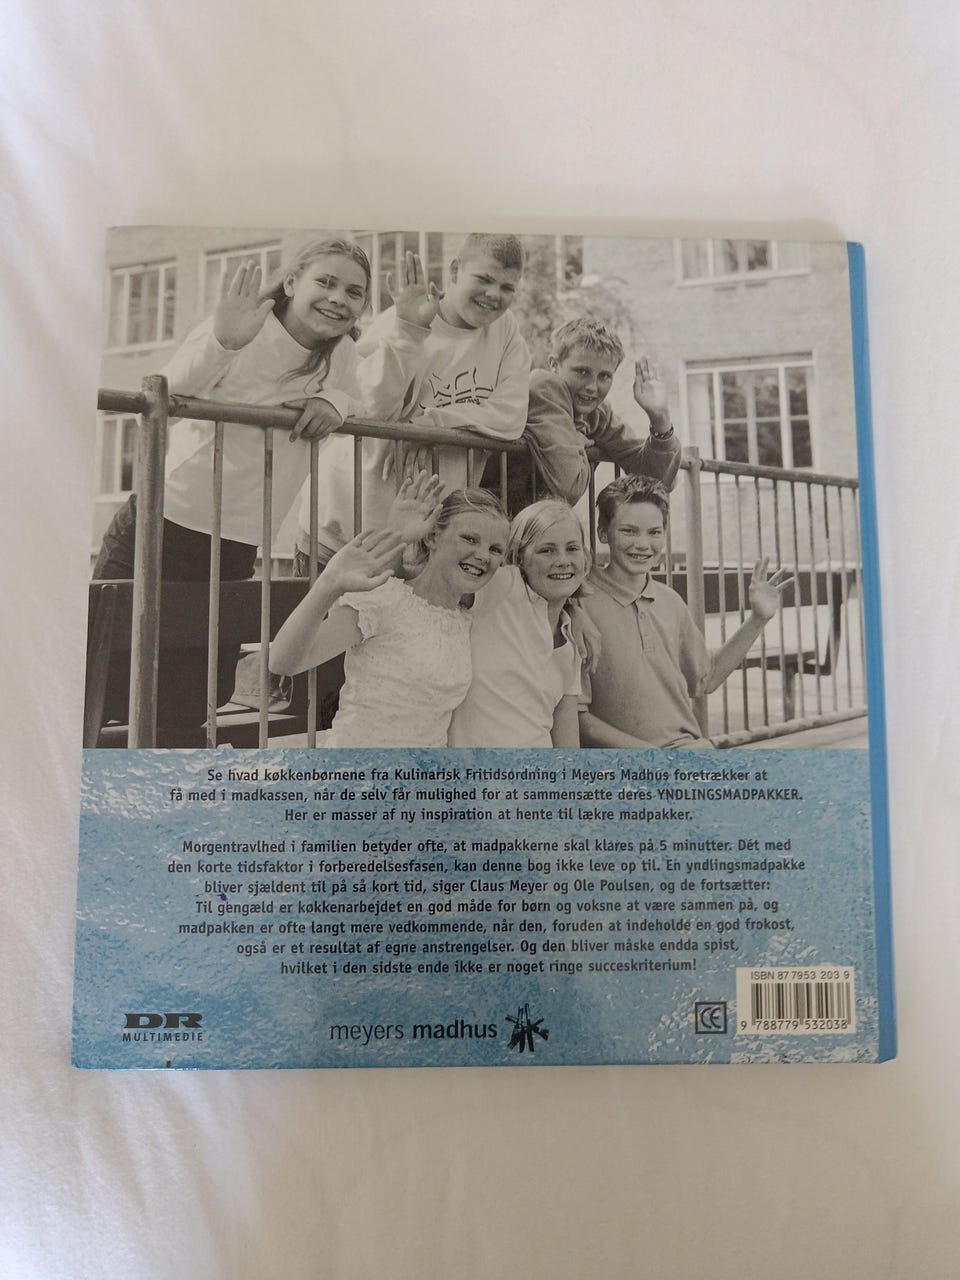 Se hvad køkkenbørnene fra Kulinarisk Fritidsordning i Meyers Madhus foretrækker at
få med i madkassen, når de selv får mulighed for at sammensætte deres YNDLINGSMADPAKKER.
Her er masser af ny inspiration at hente til lækre madpakker.
Morgentravlhed i familien betyder ofte, at madpakkerne skal klares på 5 minutter. Dét med
den korte tidsfaktor i forberedelsesfasen, kan denne bog ikke leve op til. En yndlingsmadpakke
bliver sjældent til på så kort tid, siger Claus Meyer og Ole Poulsen, og de fortsætter:
Til gengæld er køkkenarbejdet en god måde for børn og voksne at være sammen på, og
madpakken er ofte langt mere vedkommende, når den, foruden at indeholde en god frokost,
også er et resultat af egne anstrengelser. Og den bliver måske endda spist,
hvilket i den sidste ende ikke er noget ringe succeskriterium!
ISBN 87 7953 203 9
9 788779 532038
CE
DR
MULTIMEDIE
meyers madhus